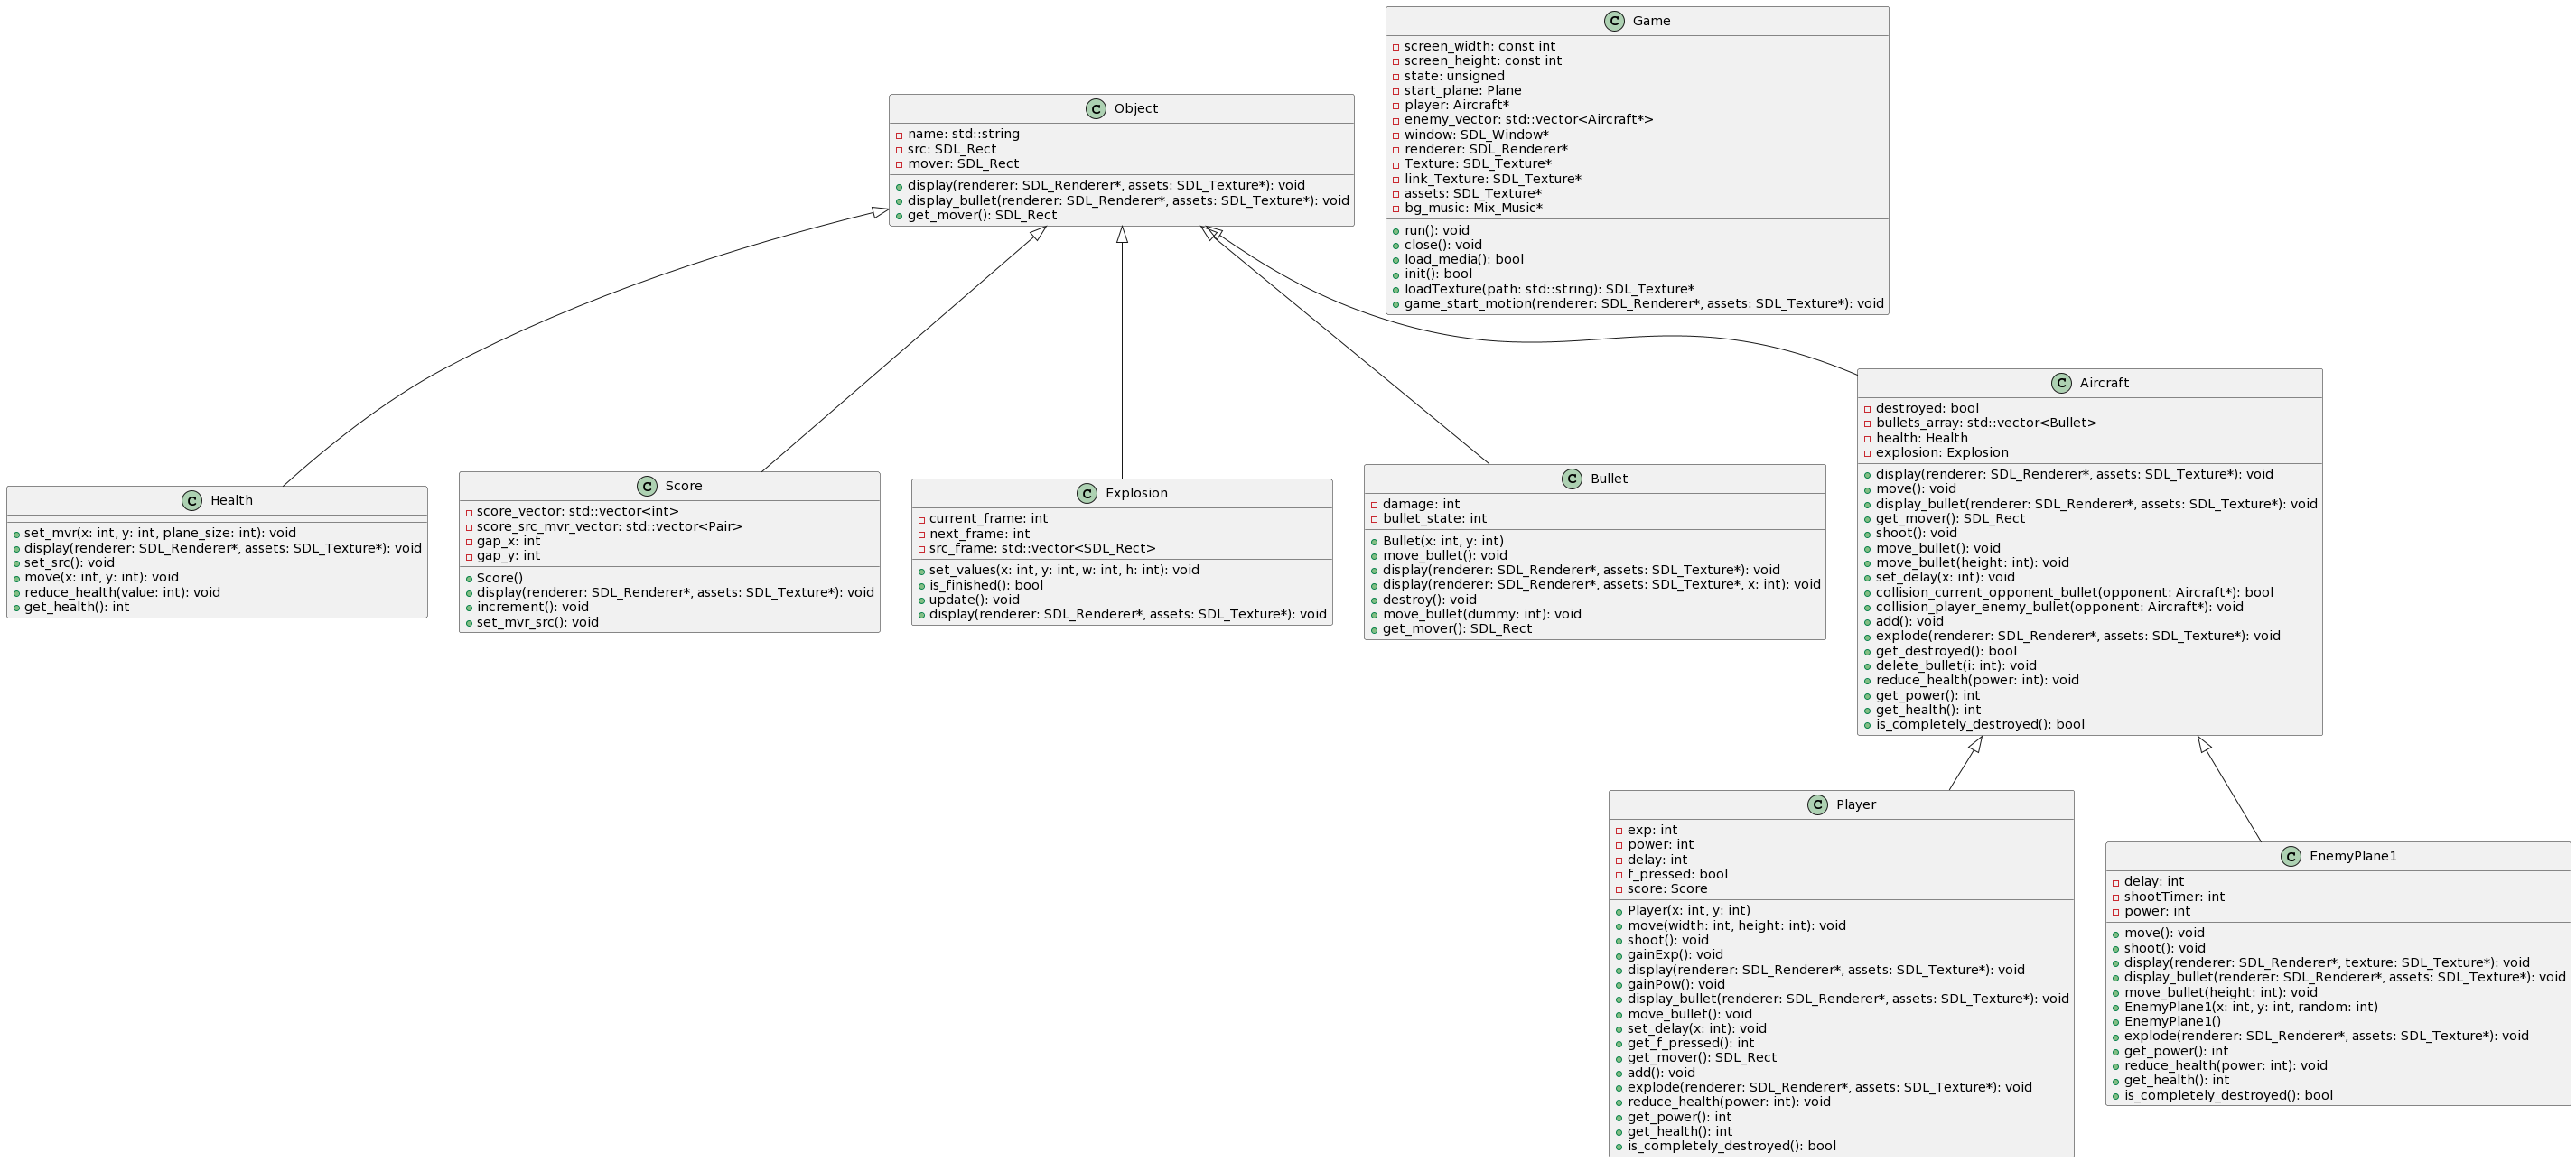 Game
screen_width: const int
screen_height: const int
state: unsigned
start_plane: Plane
player: Aircraft*
enemy_vector: std::vector<Aircraft*>
window: SDL_Window*
renderer: SDL_Renderer*
Texture: SDL_Texture*
link_Texture: SDL_Texture*
assets: SDL_Texture*
bg_music: Mix_Music*
run(): void
close(): void
load_media(): bool
init(): bool
loadTexture(path: std::string): SDL_Texture*
game_start_motion(renderer: SDL_Renderer*, assets: SDL_Texture*): void
Object
name: std::string
src: SDL_Rect
mover: SDL_Rect
display(renderer: SDL_Renderer*, assets: SDL_Texture*): void
display_bullet(renderer: SDL_Renderer*, assets: SDL_Texture*): void
get_mover(): SDL_Rect
Health
set_mvr(x: int, y: int, plane_size: int): void
display(renderer: SDL_Renderer*, assets: SDL_Texture*): void
set_src(): void
move(x: int, y: int): void
reduce_health(value: int): void
get_health(): int
Score
score_vector: std::vector<int>
score_src_mvr_vector: std::vector<Pair>
gap_x: int
gap_y: int
Score()
display(renderer: SDL_Renderer*, assets: SDL_Texture*): void
increment(): void
set_mvr_src(): void
Explosion
current_frame: int
next_frame: int
src_frame: std::vector<SDL_Rect>
set_values(x: int, y: int, w: int, h: int): void
is_finished(): bool
update(): void
display(renderer: SDL_Renderer*, assets: SDL_Texture*): void
Bullet
damage: int
bullet_state: int
Bullet(x: int, y: int)
move_bullet(): void
display(renderer: SDL_Renderer*, assets: SDL_Texture*): void
display(renderer: SDL_Renderer*, assets: SDL_Texture*, x: int): void
destroy(): void
move_bullet(dummy: int): void
get_mover(): SDL_Rect
Aircraft
destroyed: bool
bullets_array: std::vector<Bullet>
health: Health
explosion: Explosion
display(renderer: SDL_Renderer*, assets: SDL_Texture*): void
move(): void
display_bullet(renderer: SDL_Renderer*, assets: SDL_Texture*): void
get_mover(): SDL_Rect
shoot(): void
move_bullet(): void
move_bullet(height: int): void
set_delay(x: int): void
collision_current_opponent_bullet(opponent: Aircraft*): bool
collision_player_enemy_bullet(opponent: Aircraft*): void
add(): void
explode(renderer: SDL_Renderer*, assets: SDL_Texture*): void
get_destroyed(): bool
delete_bullet(i: int): void
reduce_health(power: int): void
get_power(): int
get_health(): int
is_completely_destroyed(): bool
Player
exp: int
power: int
delay: int
f_pressed: bool
score: Score
Player(x: int, y: int)
move(width: int, height: int): void
shoot(): void
gainExp(): void
display(renderer: SDL_Renderer*, assets: SDL_Texture*): void
gainPow(): void
display_bullet(renderer: SDL_Renderer*, assets: SDL_Texture*): void
move_bullet(): void
set_delay(x: int): void
get_f_pressed(): int
get_mover(): SDL_Rect
add(): void
explode(renderer: SDL_Renderer*, assets: SDL_Texture*): void
reduce_health(power: int): void
get_power(): int
get_health(): int
is_completely_destroyed(): bool
EnemyPlane1
delay: int
shootTimer: int
power: int
move(): void
shoot(): void
display(renderer: SDL_Renderer*, texture: SDL_Texture*): void
display_bullet(renderer: SDL_Renderer*, assets: SDL_Texture*): void
move_bullet(height: int): void
EnemyPlane1(x: int, y: int, random: int)
EnemyPlane1()
explode(renderer: SDL_Renderer*, assets: SDL_Texture*): void
get_power(): int
reduce_health(power: int): void
get_health(): int
is_completely_destroyed(): bool